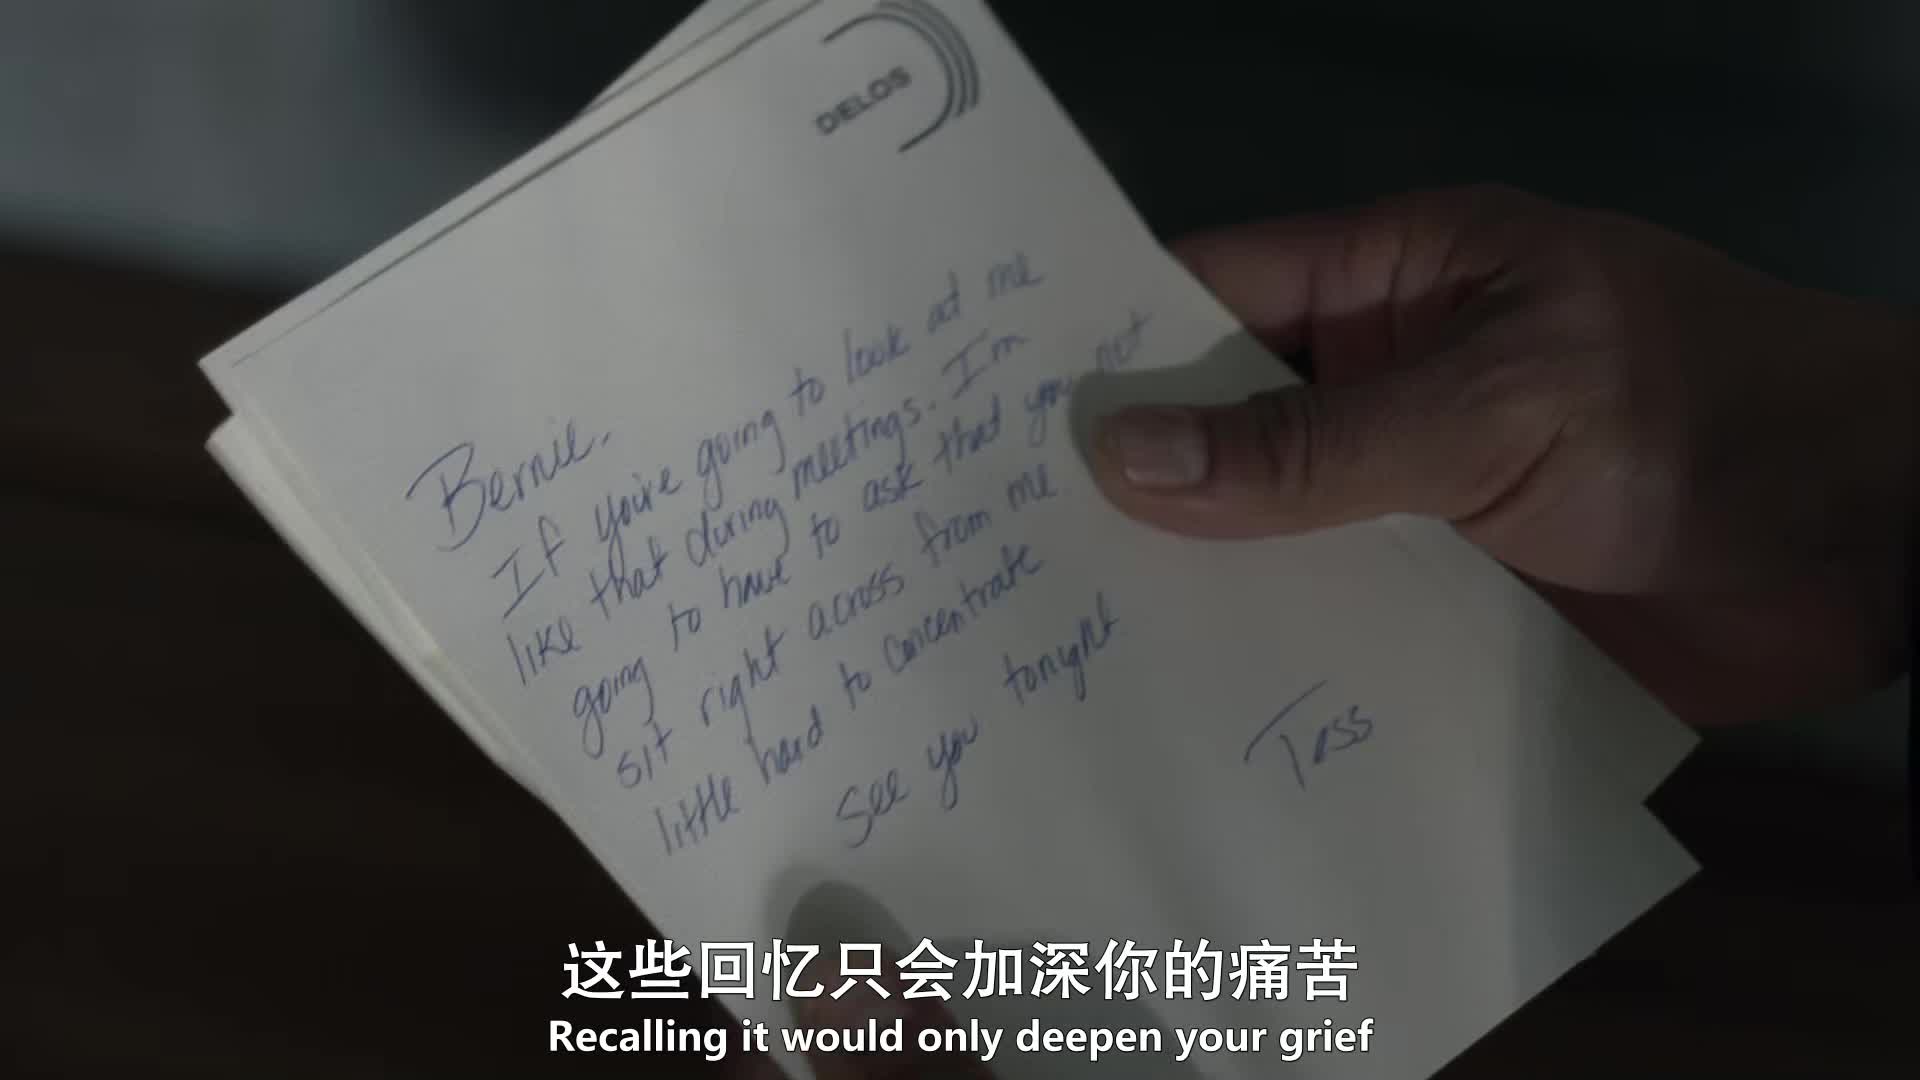 DELOS
Bernie,
If you're going to look at me
like that during meetings. I'm
going to have to ask that you not
sit right across from me
little hard to concentrate
see you tonight
Tess
这些回忆只会加深你的痛苦
Recalling it would only deepen your grief